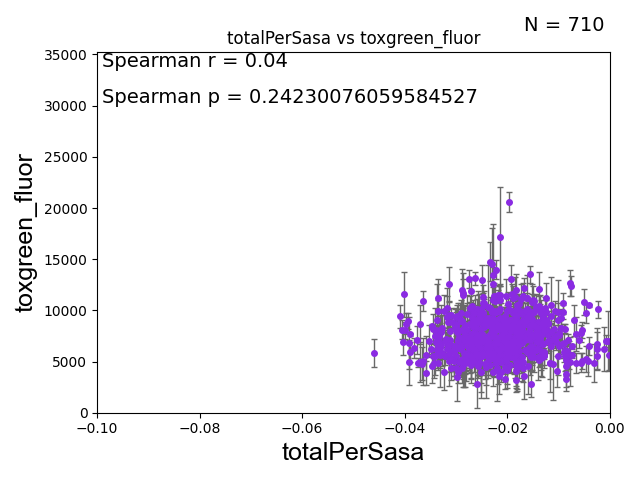 N = 710
totalPerSasa vs toxgreen_fluor
Spearman r = 0.04
Spearman p = 0.24230076059584527
toxgreen_fluor
35000
30000
25000
20000
15000
10000
5000
0
−0.10
−0.08
−0.06
−0.04
−0.02
0.00
totalPerSasa